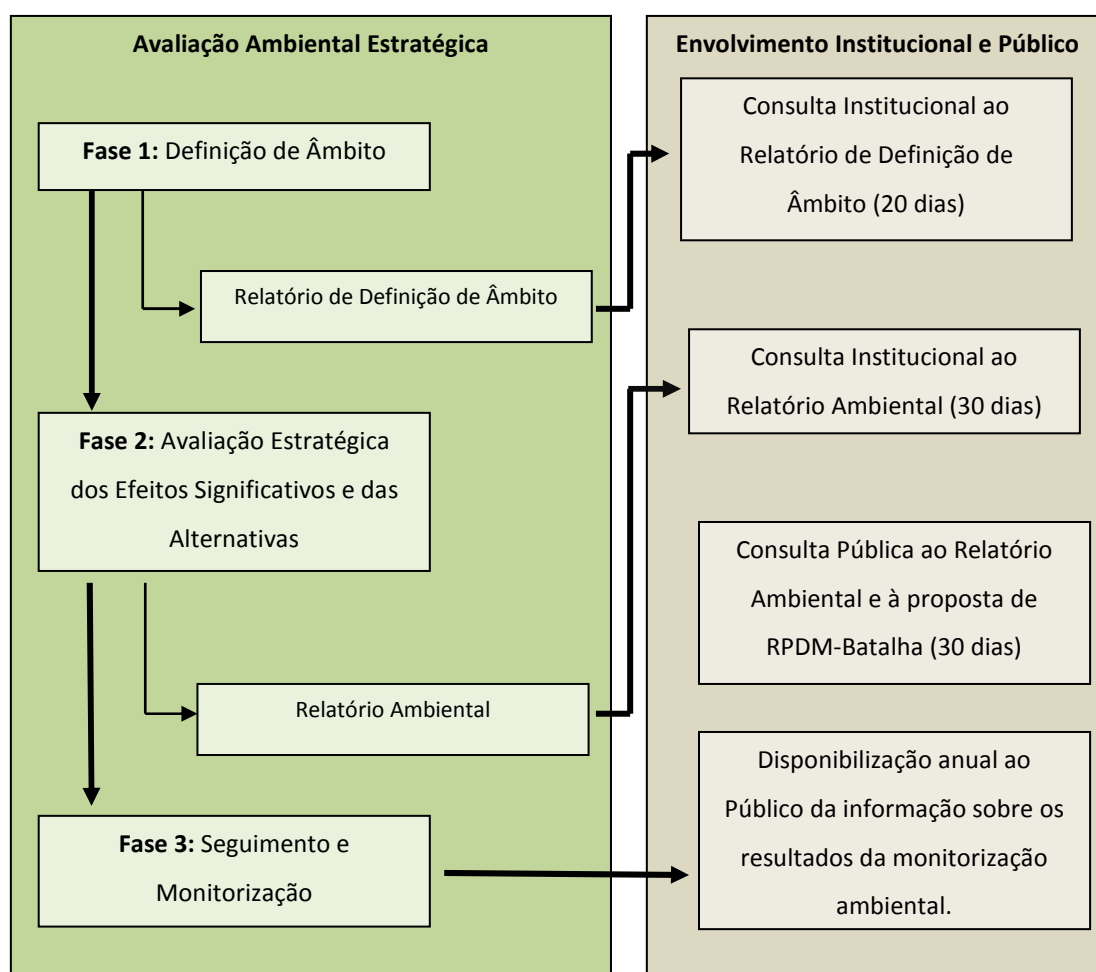 Avaliação Ambiental Estratégica
Fase 1: Definição de Âmbito
Relatório de Definição de Âmbito
Fase 2: Avaliação Estratégica
dos Efeitos Significativos e das
Alternativas
Relatório Ambiental
Fase 3: Seguimento e
Monitorização
Envolvimento Institucional e Público
Consulta Institucional ao
Relatório de Definição de
Âmbito (20 dias)
Consulta Institucional ao
Relatório Ambiental (30 dias)
Consulta Pública ao Relatório
Ambiental e à proposta de
RPDM-Batalha (30 dias)
Disponibilização anual ao
Público da informação sobre os
resultados da monitorização
ambiental.